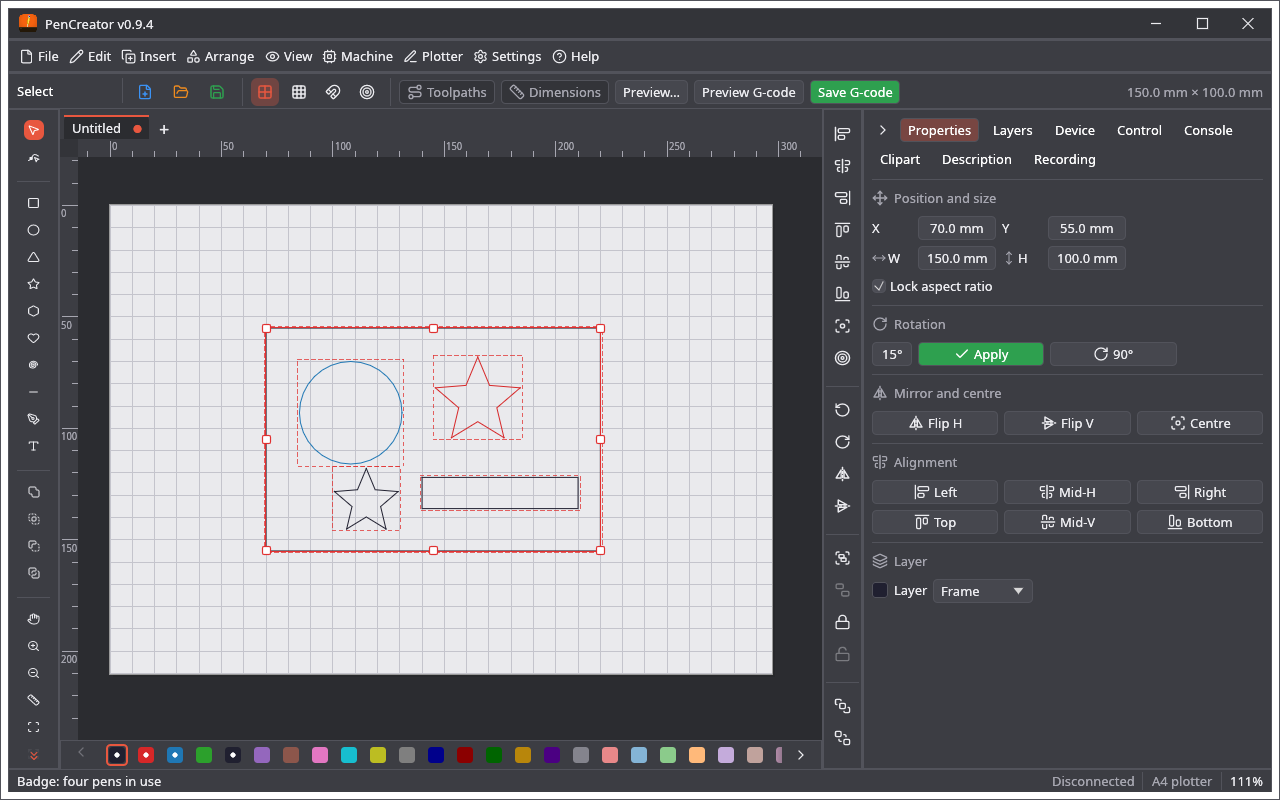 PenCreator v0.9.4
File Edit Insert Arrange View Machine Plotter Settings Help
Select Toolpaths Dimensions Preview... Preview G-code Save G-code 150.0 mm × 100.0 mm
Untitled
0 50 100 150 200 250 300
0
50
100
150
200
Properties Layers Device Control Console
Clipart Description Recording
Position and size
X 70.0 mm Y 55.0 mm
W 150.0 mm H 100.0 mm
Lock aspect ratio
Rotation
15° Apply 90°
Mirror and centre
Flip H Flip V Centre
Alignment
Left Mid-H Right
Top Mid-V Bottom
Layer
Layer Frame
Badge: four pens in use Disconnected A4 plotter 111%